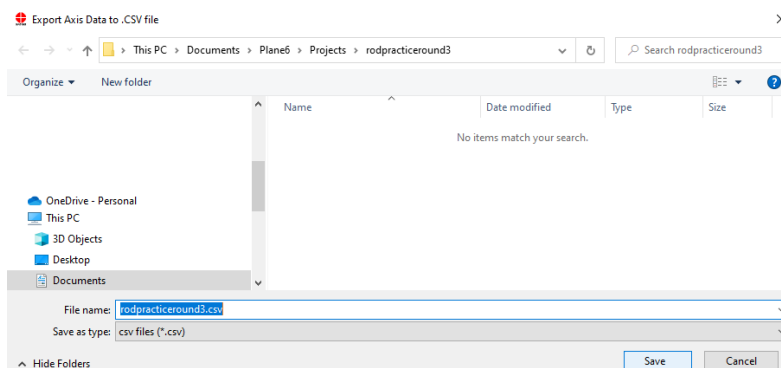 Export Axis Data to .CSV file
This PC > Documents > Plane6 > Projects > rodpracticeround3
Search rodpracticeround3
Organize
New folder
Name
Date modified
Type
Size
No items match your search.
OneDrive - Personal
This PC
3D Objects
Desktop
Documents
File name: rodpracticeround3.csv
Save as type: csv files (*.csv)
Hide Folders
Save
Cancel